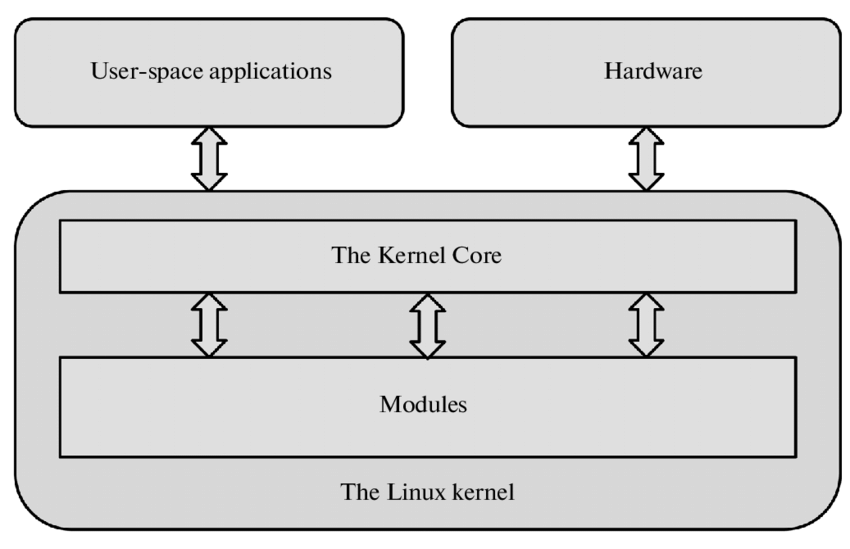 User-space applications
Hardware
The Kernel Core
Modules
The Linux kernel